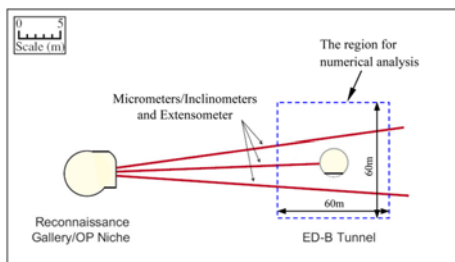 0 5
Scale (m)
The region for
numerical analysis
Micrometers/Inclinometers
and Extensometer
60m
60m
Reconnaissance
Gallery/OP Niche
ED-B Tunnel